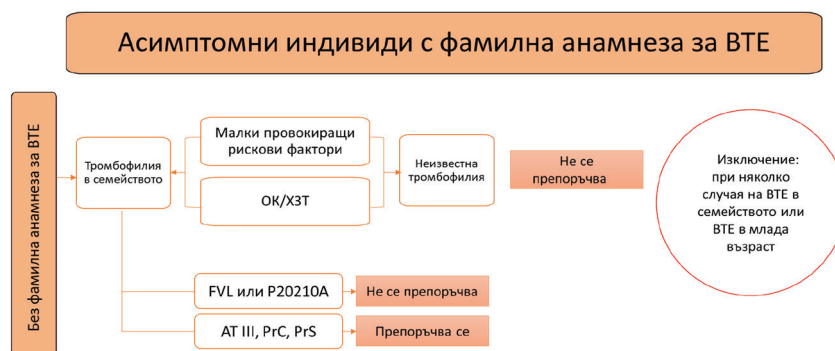 Асимптомни индивиди с фамилна анамнеза за ВТЕ
Без фамилна анамнеза за ВТЕ
Тромбофилия
в семейството
Малки провокиращи
рискови фактори
ОК/ХЗТ
Неизвестна
тромбофилия
Не се
препоръчва
Изключение:
при няколко
случая на ВТЕ в
семейството или
ВТЕ в млада
възраст
FVL или P20210A
Не се препоръчва
AT III, PrC, PrS
Препоръчва се